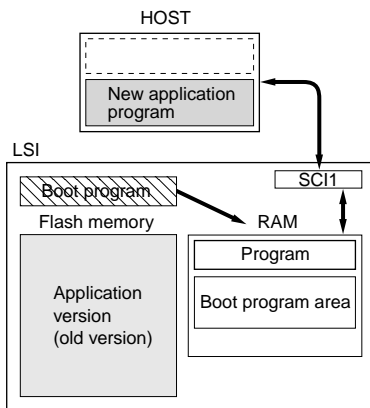 HOST
New application
program
LSI
SCI1
Boot program
Flash memory
RAM
Program
Application
version
(old version)
Boot program area